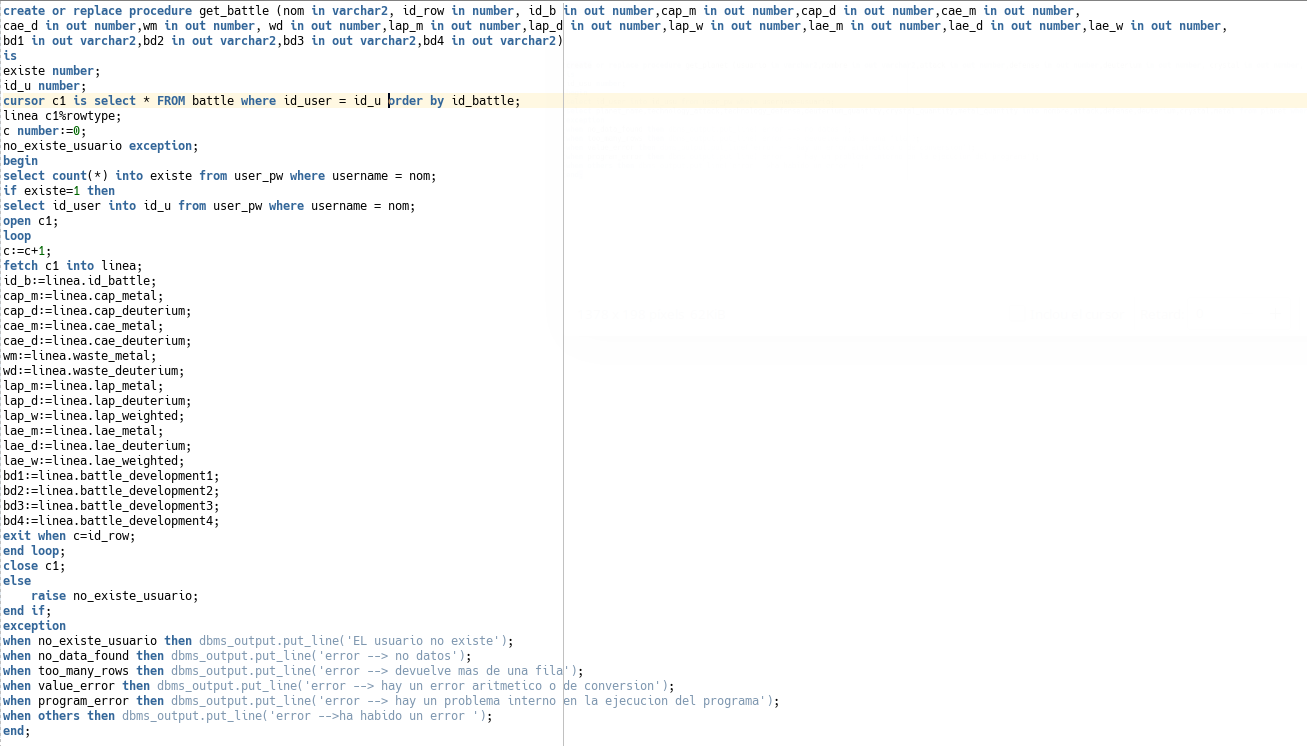 create or replace procedure get_battle (nom in varchar2, id_row in number, id_b in out number,cap_m in out number,cap_d in out number,cae_m in out number,
cae_d in out number,wm in out number, wd in out number,lap_m in out number,lap_d in out number,lap_w in out number,lae_m in out number,lae_d in out number,lae_w in out number,
bd1 in out varchar2,bd2 in out varchar2,bd3 in out varchar2,bd4 in out varchar2)
is
existe number;
id_u number;
cursor c1 is select * FROM battle where id_user = id_u order by id_battle;
linea c1%rowtype;
c number:=0;
no_existe_usuario exception;
begin
select count(*) into existe from user_pw where username = nom;
if existe=1 then
select id_user into id_u from user_pw where username = nom;
open c1;
loop
c:=c+1;
fetch c1 into linea;
id_b:=linea.id_battle;
cap_m:=linea.cap_metal;
cap_d:=linea.cap_deuterium;
cae_m:=linea.cae_metal;
cae_d:=linea.cae_deuterium;
wm:=linea.waste_metal;
wd:=linea.waste_deuterium;
lap_m:=linea.lap_metal;
lap_d:=linea.lap_deuterium;
lap_w:=linea.lap_weighted;
lae_m:=linea.lae_metal;
lae_d:=linea.lae_deuterium;
lae_w:=linea.lae_weighted;
bd1:=linea.battle_development1;
bd2:=linea.battle_development2;
bd3:=linea.battle_development3;
bd4:=linea.battle_development4;
exit when c=id_row;
end loop;
close c1;
else
    raise no_existe_usuario;
end if;
exception
when no_existe_usuario then dbms_output.put_line('EL usuario no existe');
when no_data_found then dbms_output.put_line('error --> no datos');
when too_many_rows then dbms_output.put_line('error --> devuelve mas de una fila');
when value_error then dbms_output.put_line('error --> hay un error aritmetico o de conversion');
when program_error then dbms_output.put_line('error --> hay un problema interno en la ejecucion del programa');
when others then dbms_output.put_line('error -->ha habido un error ');
end;